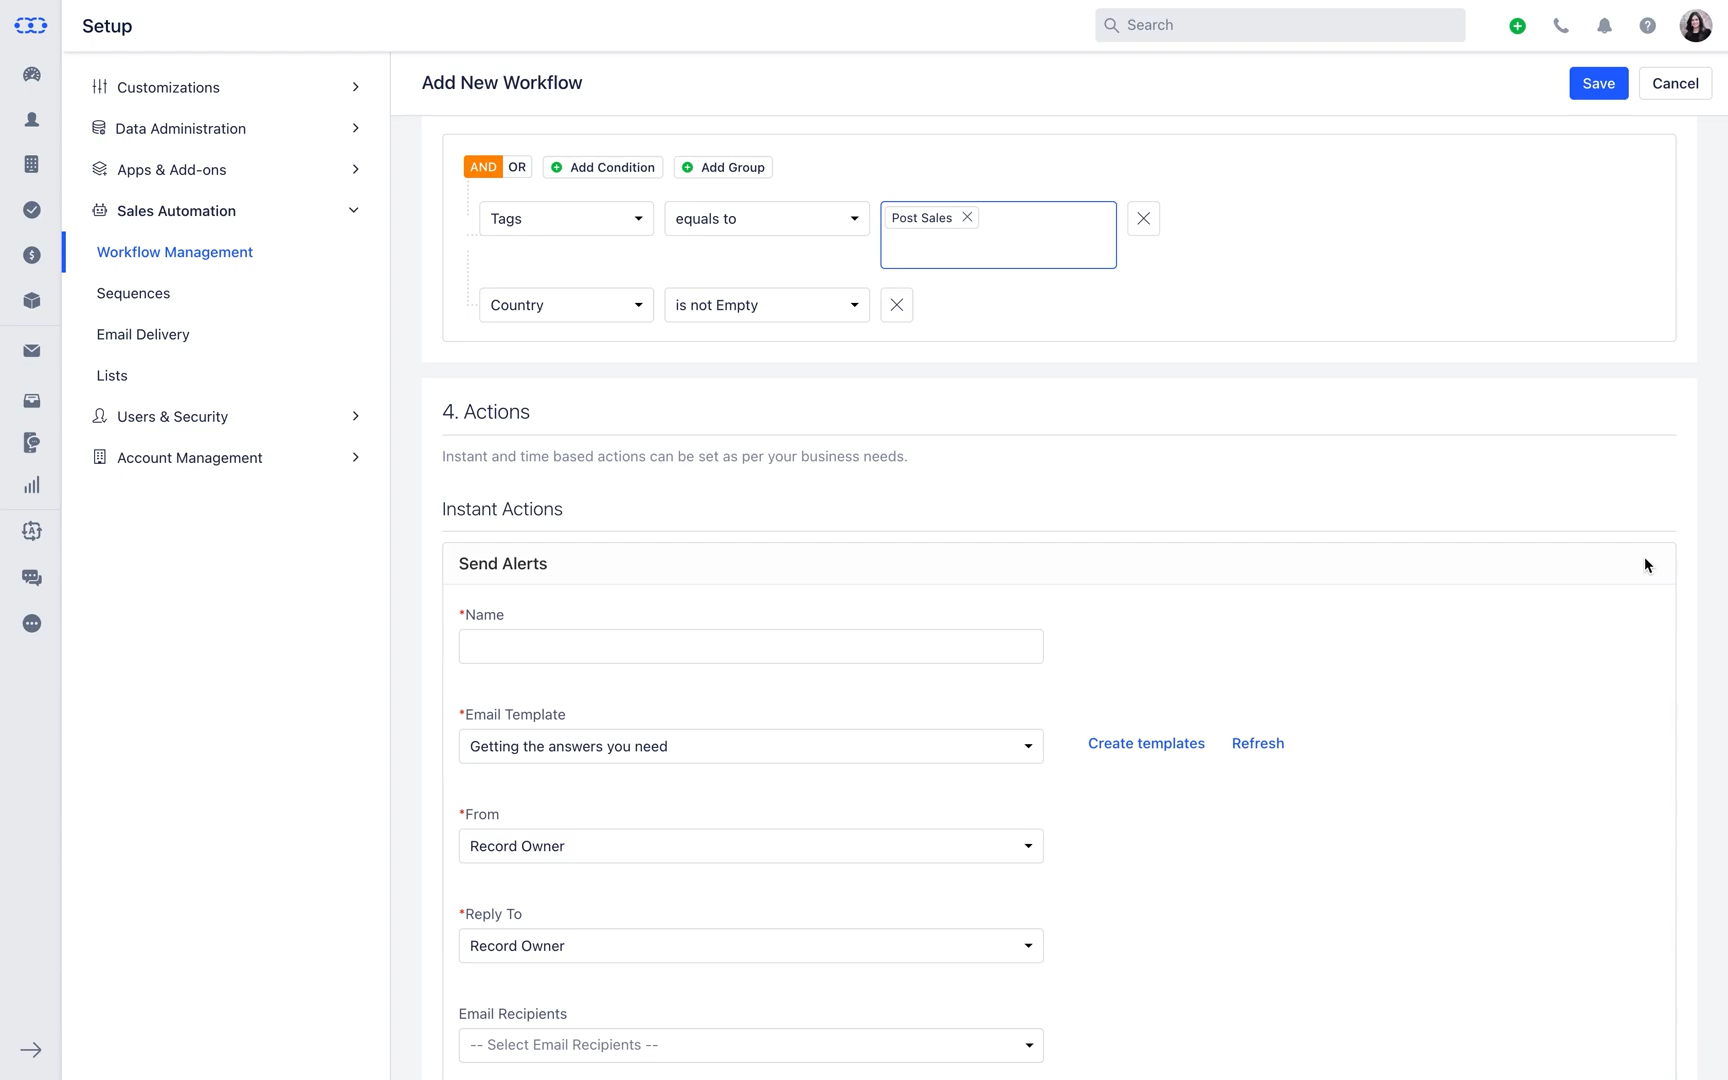 Setup
Search
Customizations
Data Administration
Apps & Add-ons
Sales Automation
Workflow Management
Sequences
Email Delivery
Lists
Users & Security
Account Management
Add New Workflow
Save
Cancel
AND OR Add Condition Add Group
Tags equals to Post Sales
Country is not Empty
4. Actions
Instant and time based actions can be set as per your business needs.
Instant Actions
Send Alerts
*Name
*Email Template
Getting the answers you need Create templates Refresh
*From
Record Owner
*Reply To
Record Owner
Email Recipients
-- Select Email Recipients --